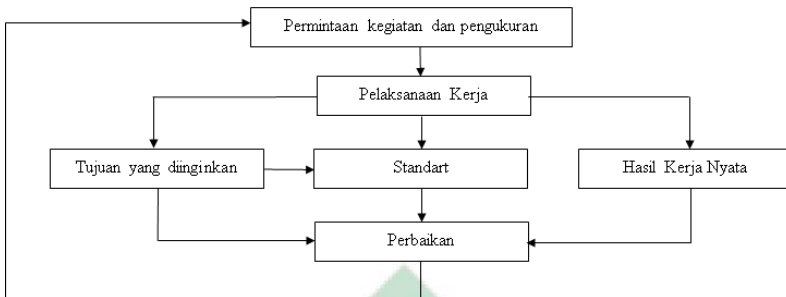 Permintaan kegiatan dan pengukuran
Pelaksanaan Kerja
Tujuan yang diinginkan
Standart
Hasil Kerja Nyata
Perbaikan